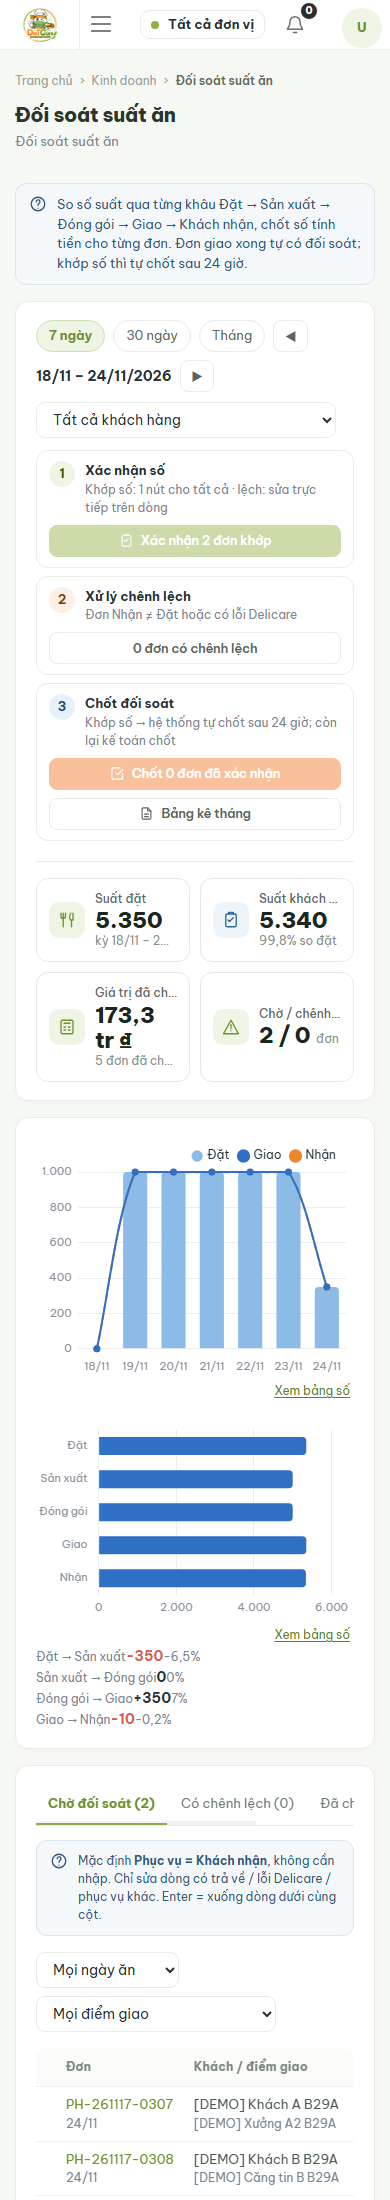 Tất cả đơn vị
0
U
Trang chủ > Kinh doanh > Đối soát suất ăn
Đối soát suất ăn
Đối soát suất ăn
So số suất qua từng khâu Đặt → Sản xuất →
Đóng gói → Giao → Khách nhận, chốt số tính
tiền cho từng đơn. Đơn giao xong tự có đối soát;
khớp số thì tự chốt sau 24 giờ.
7 ngày
30 ngày
Tháng
◀
18/11 – 24/11/2026 ▶
Tất cả khách hàng
1
Xác nhận số
Khớp số: 1 nút cho tất cả · lệch: sửa trực
tiếp trên dòng
Xác nhận 2 đơn khớp
2
Xử lý chênh lệch
Đơn Nhận ≠ Đặt hoặc có lỗi Delicare
0 đơn có chênh lệch
3
Chốt đối soát
Khớp số → hệ thống tự chốt sau 24 giờ; còn
lại kế toán chốt
Chốt 0 đơn đã xác nhận
Bảng kê tháng
Suất đặt
5.350
kỳ 18/11 – 2...
Suất khách ...
5.340
99,8% so đặt
Giá trị đã ch...
173,3
tr ₫
5 đơn đã ch...
Chờ / chênh...
2 / 0 đơn
Đặt Giao Nhận
1.000
800
600
400
200
0
18/11 19/11 20/11 21/11 22/11 23/11 24/11
Xem bảng số
Đặt
Sản xuất
Đóng gói
Giao
Nhận
0 2.000 4.000 6.000
Xem bảng số
Đặt → Sản xuất-350-6,5%
Sản xuất → Đóng gói00%
Đóng gói → Giao+3507%
Giao → Nhận-10-0,2%
Chờ đối soát (2)
Có chênh lệch (0)
Đã ch
Mặc định Phục vụ = Khách nhận, không cần
nhập. Chỉ sửa dòng có trả về / lỗi Delicare /
phục vụ khác. Enter = xuống dòng dưới cùng
cột.
Mọi ngày ăn
Mọi điểm giao
Đơn Khách / điểm giao
PH-261117-0307 [DEMO] Khách A B29A
24/11 [DEMO] Xưởng A2 B29A
PH-261117-0308 [DEMO] Khách B B29A
24/11 [DEMO] Căng tin B B29A